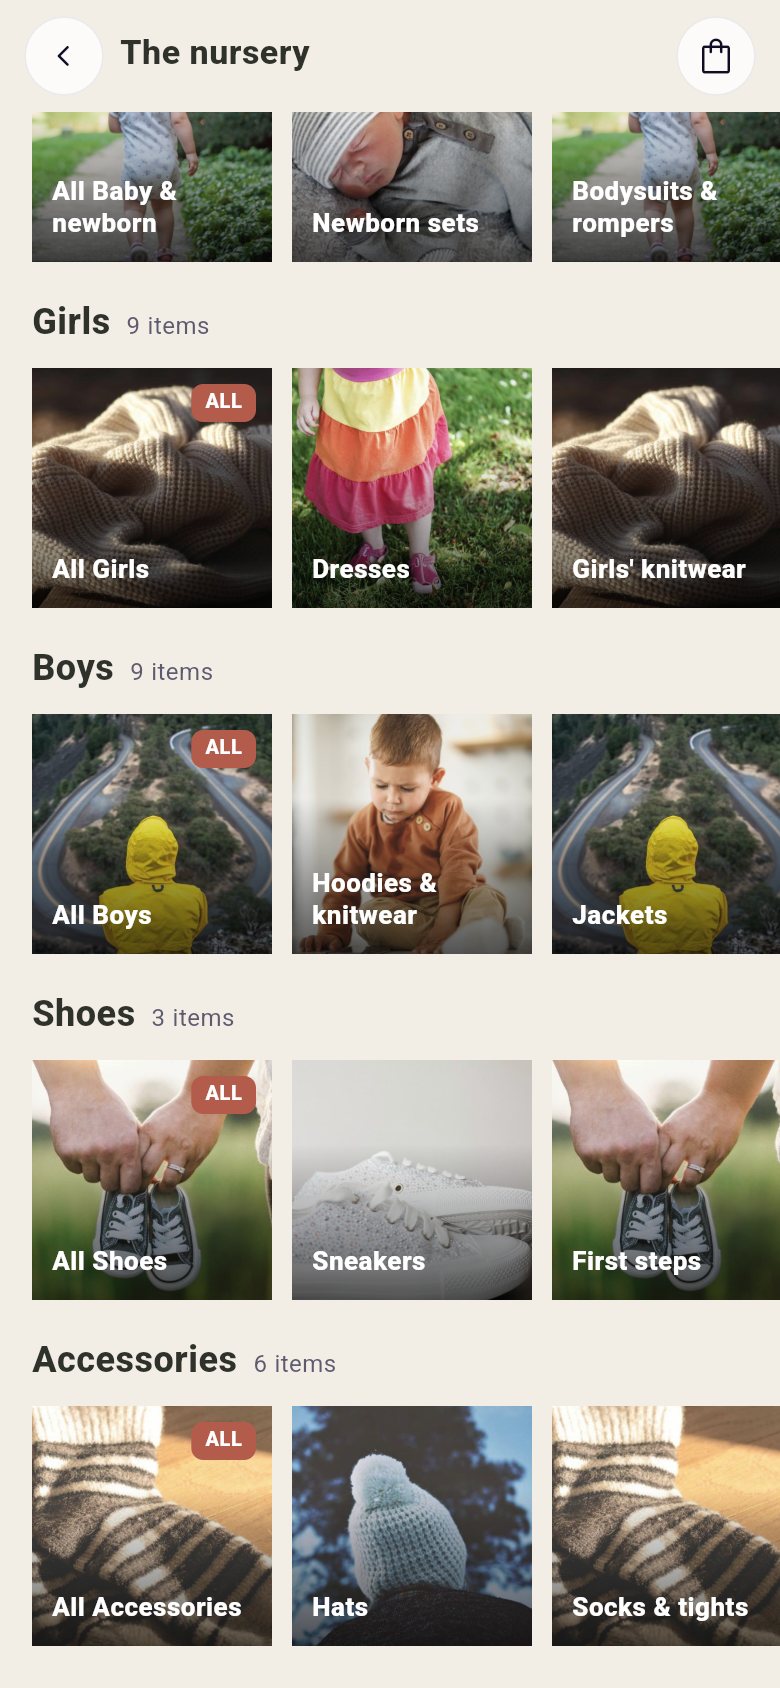 The nursery
All Baby &
newborn
Newborn sets
Bodysuits &
rompers
Girls 9 items
ALL
All Girls
Dresses
Girls' knitwear
Boys 9 items
ALL
All Boys
Hoodies &
knitwear
Jackets
Shoes 3 items
ALL
All Shoes
Sneakers
First steps
Accessories 6 items
ALL
All Accessories
Hats
Socks & tights